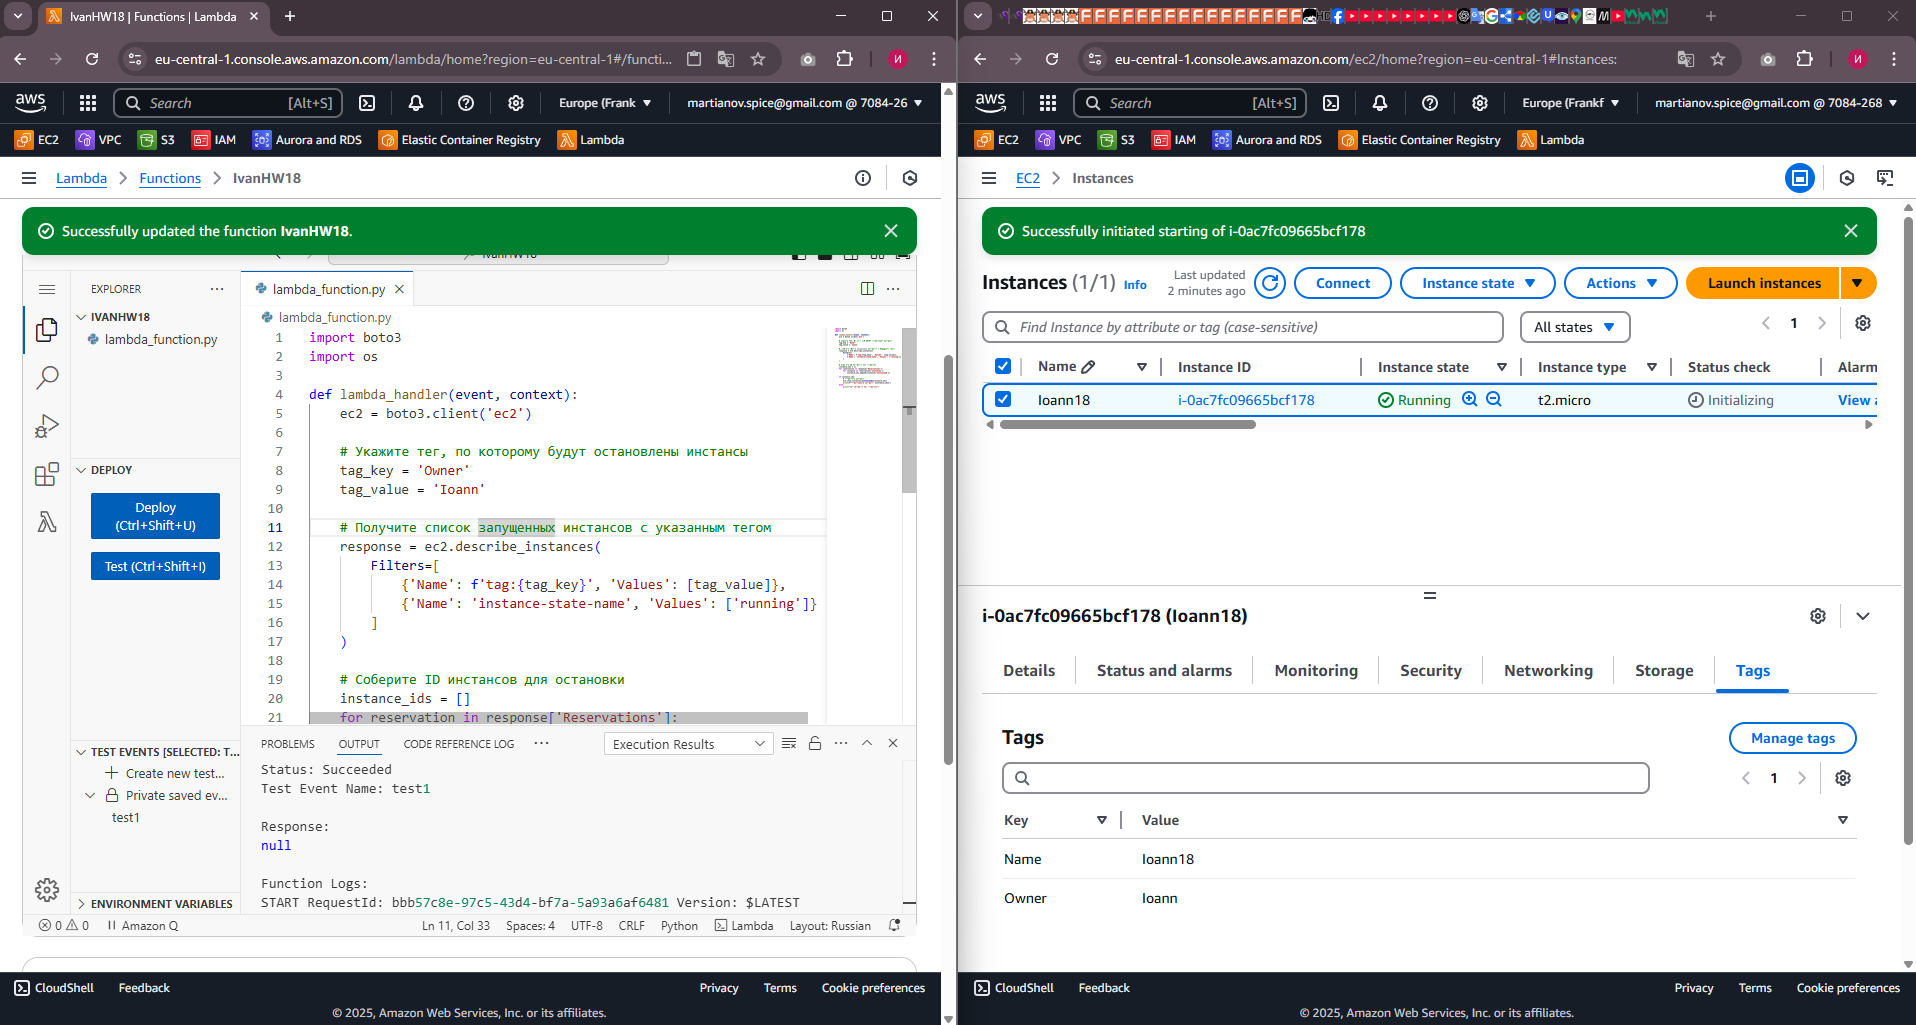 IvanHW18 | Functions | Lambda
eu-central-1.console.aws.amazon.com/lambda/home?region=eu-central-1#/functi...
aws
Search [Alt+S]
Europe (Frank
martianov.spice@gmail.com @ 7084-26
EC2 VPC S3 IAM Aurora and RDS Elastic Container Registry Lambda
Lambda > Functions > IvanHW18
Successfully updated the function IvanHW18.
EXPLORER
IVANHW18
lambda_function.py
DEPLOY
Deploy
(Ctrl+Shift+U)
Test (Ctrl+Shift+I)
TEST EVENTS [SELECTED: T...
Create new test...
Private saved ev...
test1
ENVIRONMENT VARIABLES
lambda_function.py
lambda_function.py
1 import boto3
2 import os
3
4 def lambda_handler(event, context):
5 ec2 = boto3.client('ec2')
6
7 # Укажите тег, по которому будут остановлены инстансы
8 tag_key = 'Owner'
9 tag_value = 'Ioann'
10
11 # Получите список запущенных инстансов с указанным тегом
12 response = ec2.describe_instances(
13 Filters=[
14 {'Name': f'tag:{tag_key}', 'Values': [tag_value]},
15 {'Name': 'instance-state-name', 'Values': ['running']}
16 ]
17 )
18
19 # Соберите ID инстансов для остановки
20 instance_ids = []
21 for reservation in response['Reservations']:
PROBLEMS OUTPUT CODE REFERENCE LOG
Execution Results
Status: Succeeded
Test Event Name: test1
Response:
null
Function Logs:
START RequestId: bbb57c8e-97c5-43d4-bf7a-5a93a6af6481 Version: $LATEST
0 0 Amazon Q Ln 11, Col 33 Spaces: 4 UTF-8 CRLF Python Lambda Layout: Russian
CloudShell Feedback Privacy Terms Cookie preferences
© 2025, Amazon Web Services, Inc. or its affiliates.
eu-central-1.console.aws.amazon.com/ec2/home?region=eu-central-1#Instances:
aws
Search [Alt+S]
Europe (Frankf
martianov.spice@gmail.com @ 7084-268
EC2 VPC S3 IAM Aurora and RDS Elastic Container Registry Lambda
EC2 > Instances
Successfully initiated starting of i-0ac7fc09665bcf178
Instances (1/1) Info
Last updated
2 minutes ago
Connect
Instance state
Actions
Launch instances
Find Instance by attribute or tag (case-sensitive)
All states
1
Name Instance ID Instance state Instance type Status check Alarm
Ioann18 i-0ac7fc09665bcf178 Running t2.micro Initializing View
i-0ac7fc09665bcf178 (Ioann18)
Details Status and alarms Monitoring Security Networking Storage Tags
Tags
Manage tags
1
Key Value
Name Ioann18
Owner Ioann
CloudShell Feedback Privacy Terms Cookie preferences
© 2025, Amazon Web Services, Inc. or its affiliates.